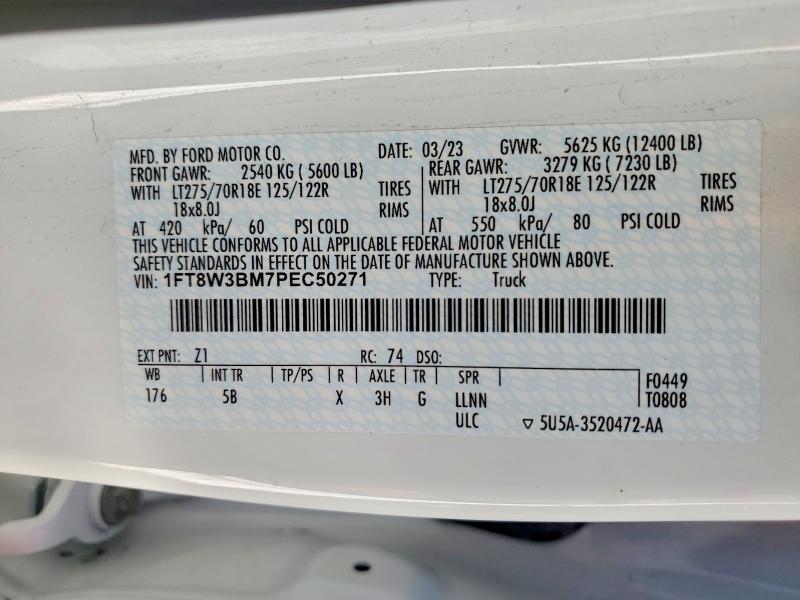 MFD. BY FORD MOTOR CO. DATE: 03/23 GVWR: 5625 KG (12400 LB)
FRONT GAWR: 2540 KG ( 5600 LB) REAR GAWR: 3279 KG ( 7230 LB)
WITH LT275/70R18E 125/122R TIRES WITH LT275/70R18E 125/122R TIRES
18x8.0J RIMS 18x8.0J RIMS
AT 420 kPa/ 60 PSI COLD AT 550 kPa/ 80 PSI COLD
THIS VEHICLE CONFORMS TO ALL APPLICABLE FEDERAL MOTOR VEHICLE
SAFETY STANDARDS IN EFFECT ON THE DATE OF MANUFACTURE SHOWN ABOVE.
VIN: 1FT8W3BM7PEC50271 TYPE: Truck
EXT PNT: Z1 RC: 74 DSO:
WB INT TR TP/PS R AXLE TR SPR F0449
176 5B X 3H G LLNN T0808
ULC ▽ 5U5A-3520472-AA